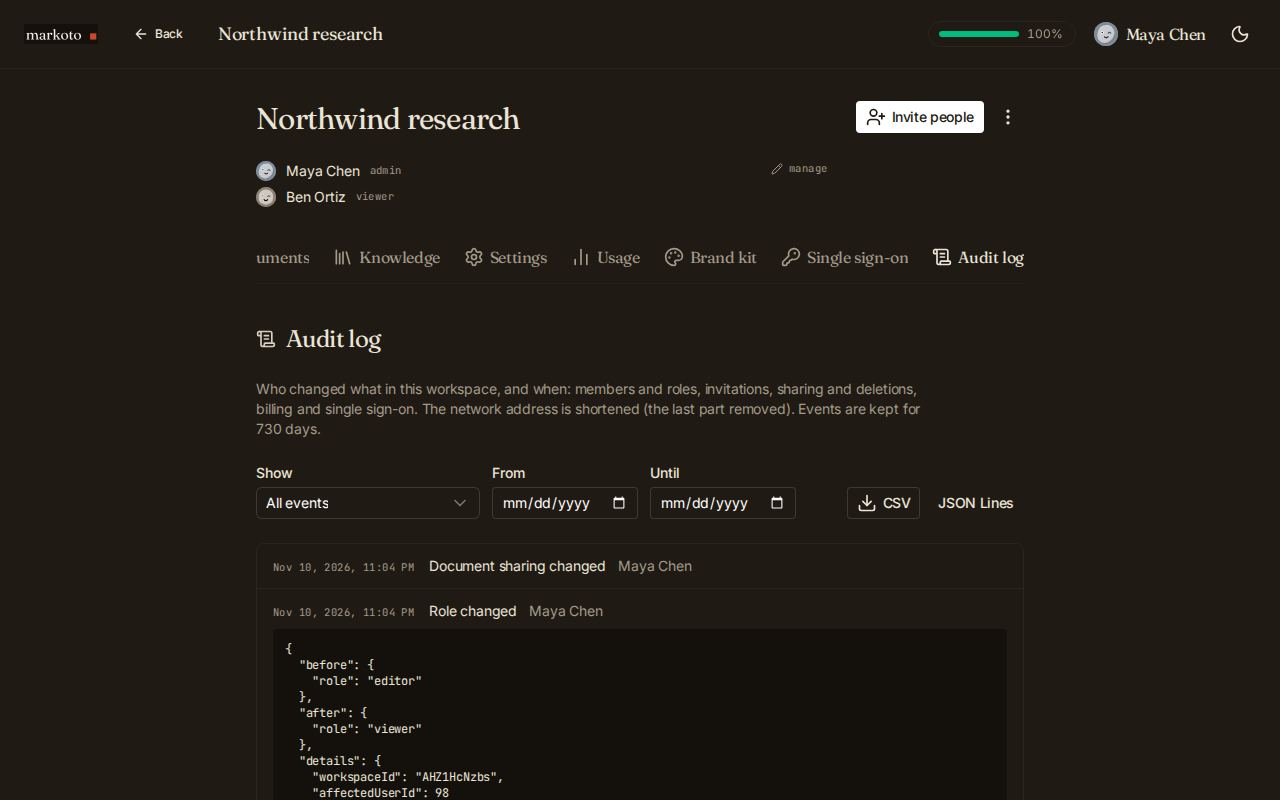 markoto
Back
Northwind research
100%
Maya Chen
Northwind research
Invite people
Maya Chen admin
manage
Ben Ortiz viewer
uments
Knowledge
Settings
Usage
Brand kit
Single sign-on
Audit log
Audit log
Who changed what in this workspace, and when: members and roles, invitations, sharing and deletions,
billing and single sign-on. The network address is shortened (the last part removed). Events are kept for
730 days.
Show
From
Until
All events
mm/dd/yyyy
mm/dd/yyyy
CSV
JSON Lines
Nov 10, 2026, 11:04 PM Document sharing changed Maya Chen
Nov 10, 2026, 11:04 PM Role changed Maya Chen
{
"before": {
"role": "editor"
},
"after": {
"role": "viewer"
},
"details": {
"workspaceId": "AHZ1HcNzbs",
"affectedUserId": 98